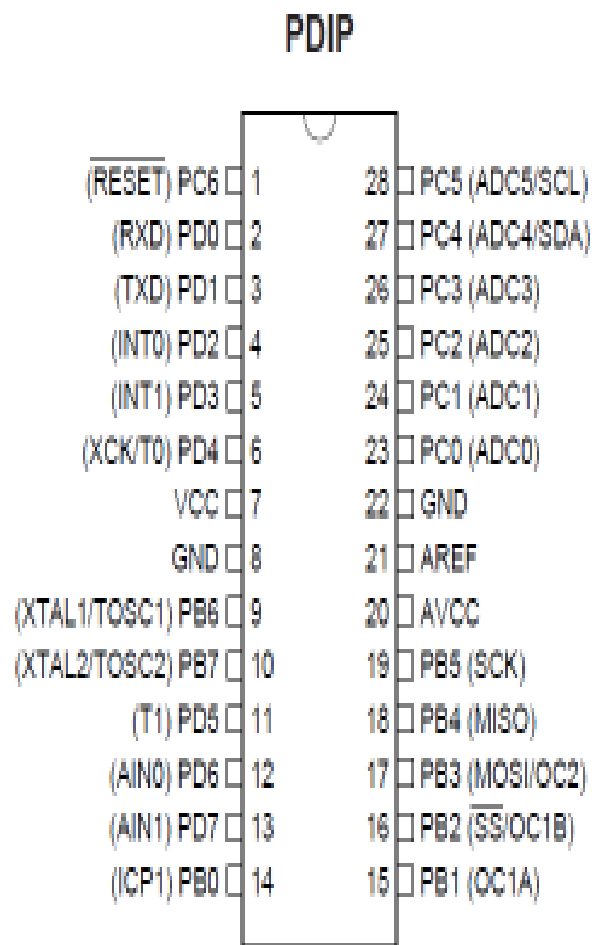 PDIP
(RESET) PC6 1 28 PC5 (ADC5/SCL)
(RXD) PD0 2 27 PC4 (ADC4/SDA)
(TXD) PD1 3 26 PC3 (ADC3)
(INT0) PD2 4 25 PC2 (ADC2)
(INT1) PD3 5 24 PC1 (ADC1)
(XCK/T0) PD4 6 23 PC0 (ADC0)
VCC 7 22 GND
GND 8 21 AREF
(XTAL1/TOSC1) PB6 9 20 AVCC
(XTAL2/TOSC2) PB7 10 19 PB5 (SCK)
(T1) PD5 11 18 PB4 (MISO)
(AIN0) PD6 12 17 PB3 (MOSI/OC2)
(AIN1) PD7 13 16 PB2 (SS/OC1B)
(ICP1) PB0 14 15 PB1 (OC1A)